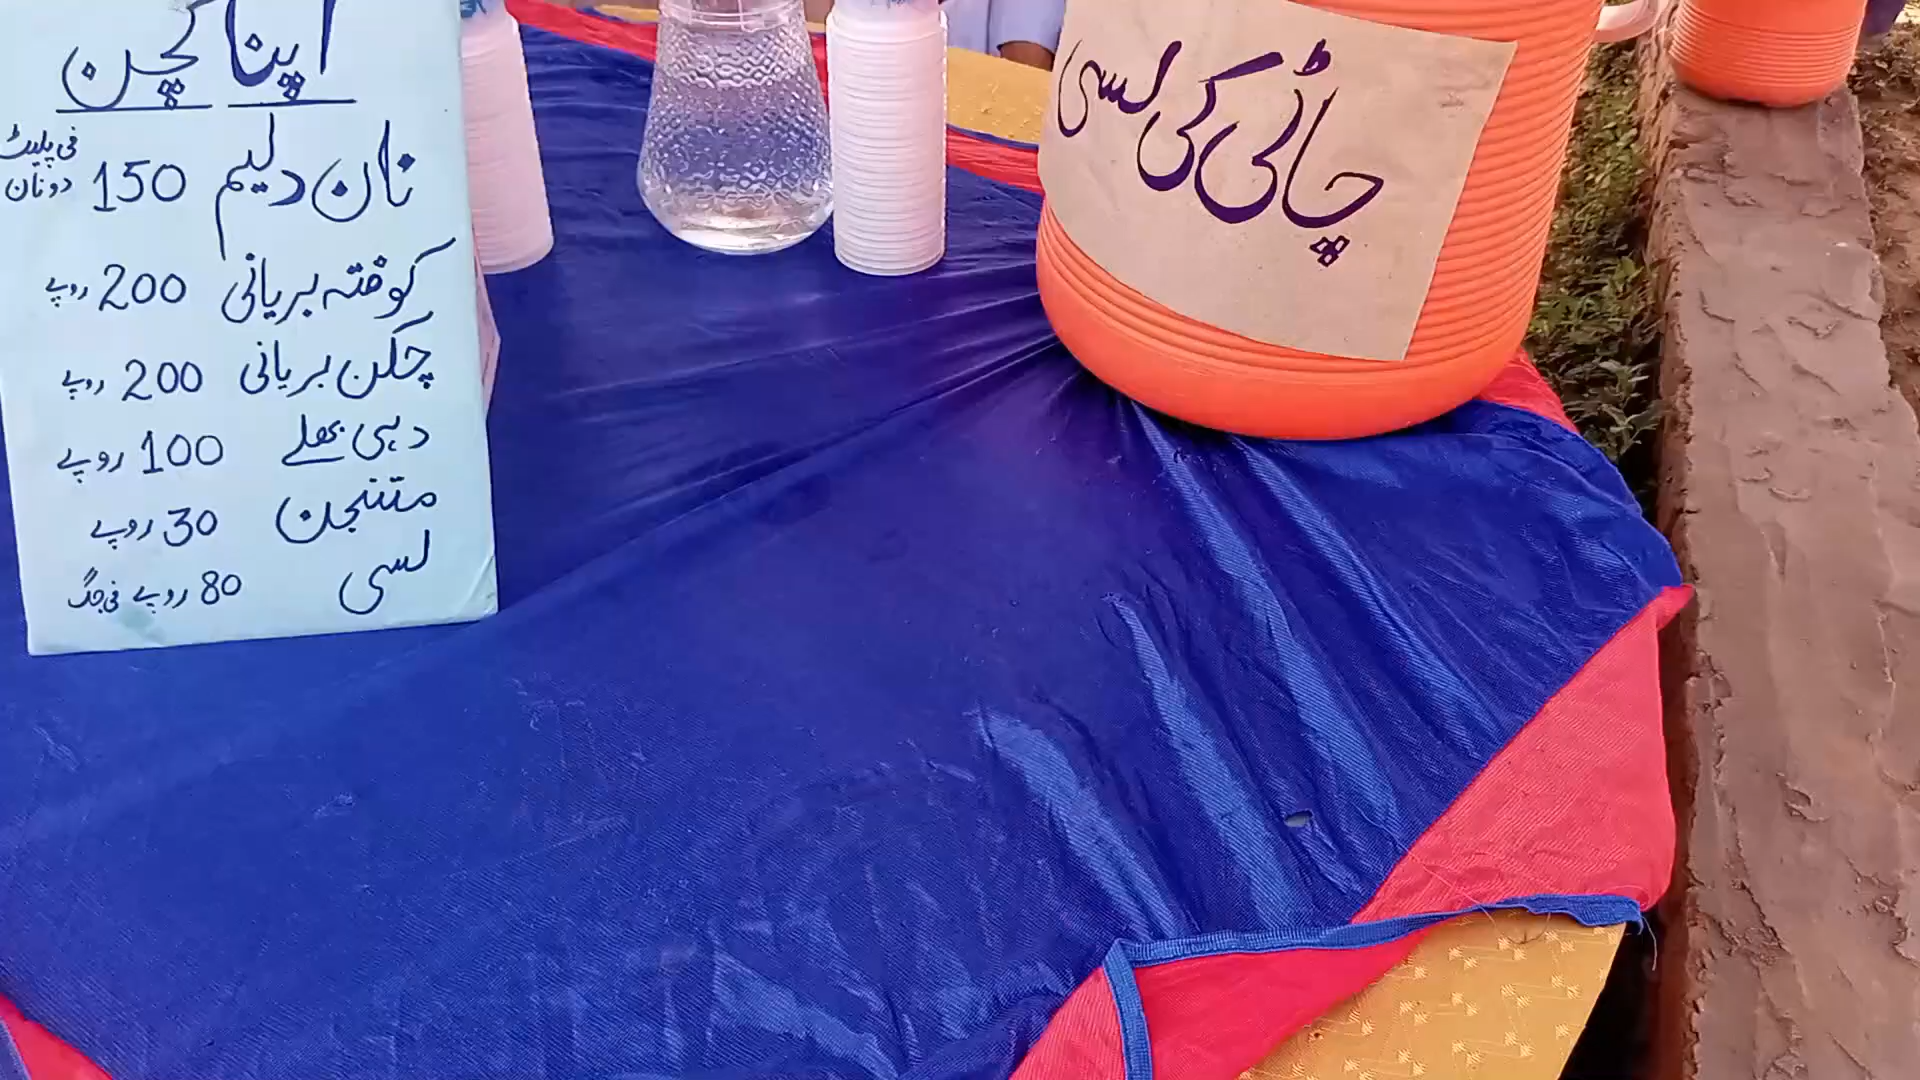 اپنا کچن
نان دلیم 150 فی پلیٹ دو نان
کوفتہ بریانی 200 روپے
چکن بریانی 200 روپے
دہی بھلے 100 روپے
متنجن 30 روپے
لسی 80 روپے فی جگ
چاٹی کی لسی